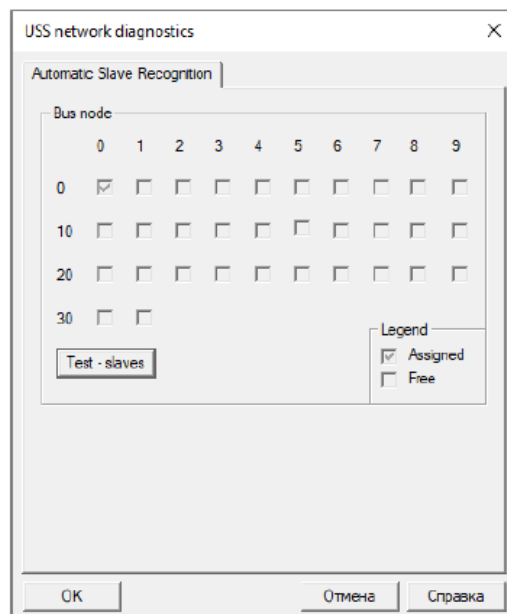 USS network diagnostics
Automatic Slave Recognition
Bus node
0 1 2 3 4 5 6 7 8 9
0
10
20
30
Legend
Assigned
Free
Test - slaves
OK Отмена Справка